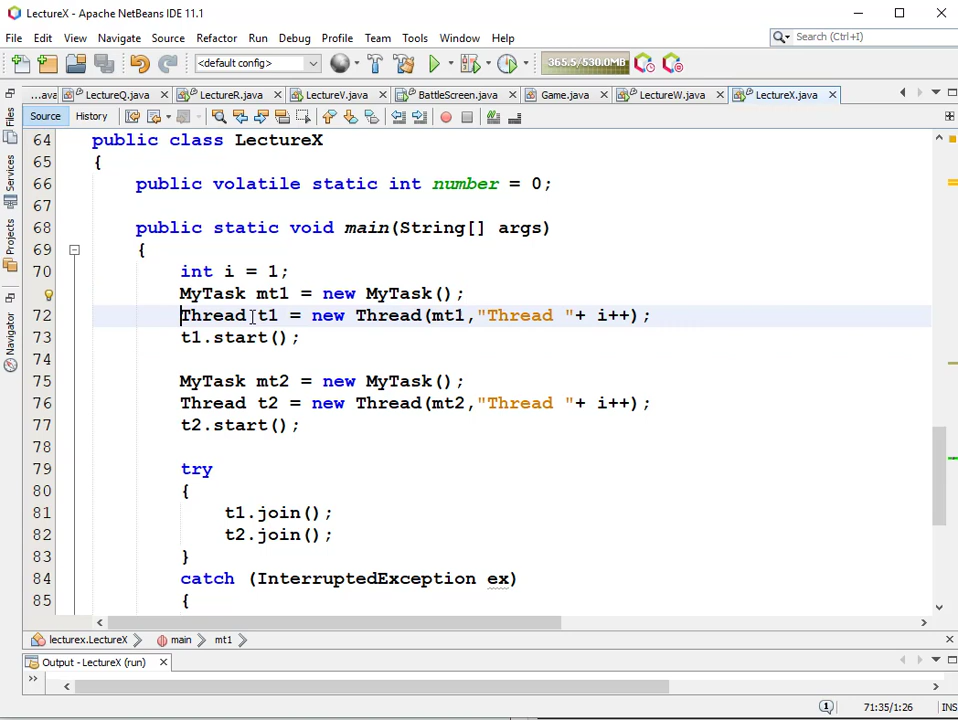 LectureX - Apache NetBeans IDE 11.1
File Edit View Navigate Source Refactor Run Debug Profile Team Tools Window Help
Search (Ctrl+I)
<default config>
365.5/530.0MB
...ava LectureQ.java LectureR.java LectureV.java BattleScreen.java Game.java LectureW.java LectureX.java
Source History
Files
Services
Projects
Navigator
64 public class LectureX
65 {
66 public volatile static int number = 0;
67
68 public static void main(String[] args)
69 {
70 int i = 1;
MyTask mt1 = new MyTask();
72 Thread t1 = new Thread(mt1,"Thread "+ i++);
73 t1.start();
74
75 MyTask mt2 = new MyTask();
76 Thread t2 = new Thread(mt2,"Thread "+ i++);
77 t2.start();
78
79 try
80 {
81 t1.join();
82 t2.join();
83 }
84 catch (InterruptedException ex)
85 {
lecturex.LectureX main mt1
Output - LectureX (run)
1 71:35/1:26 INS